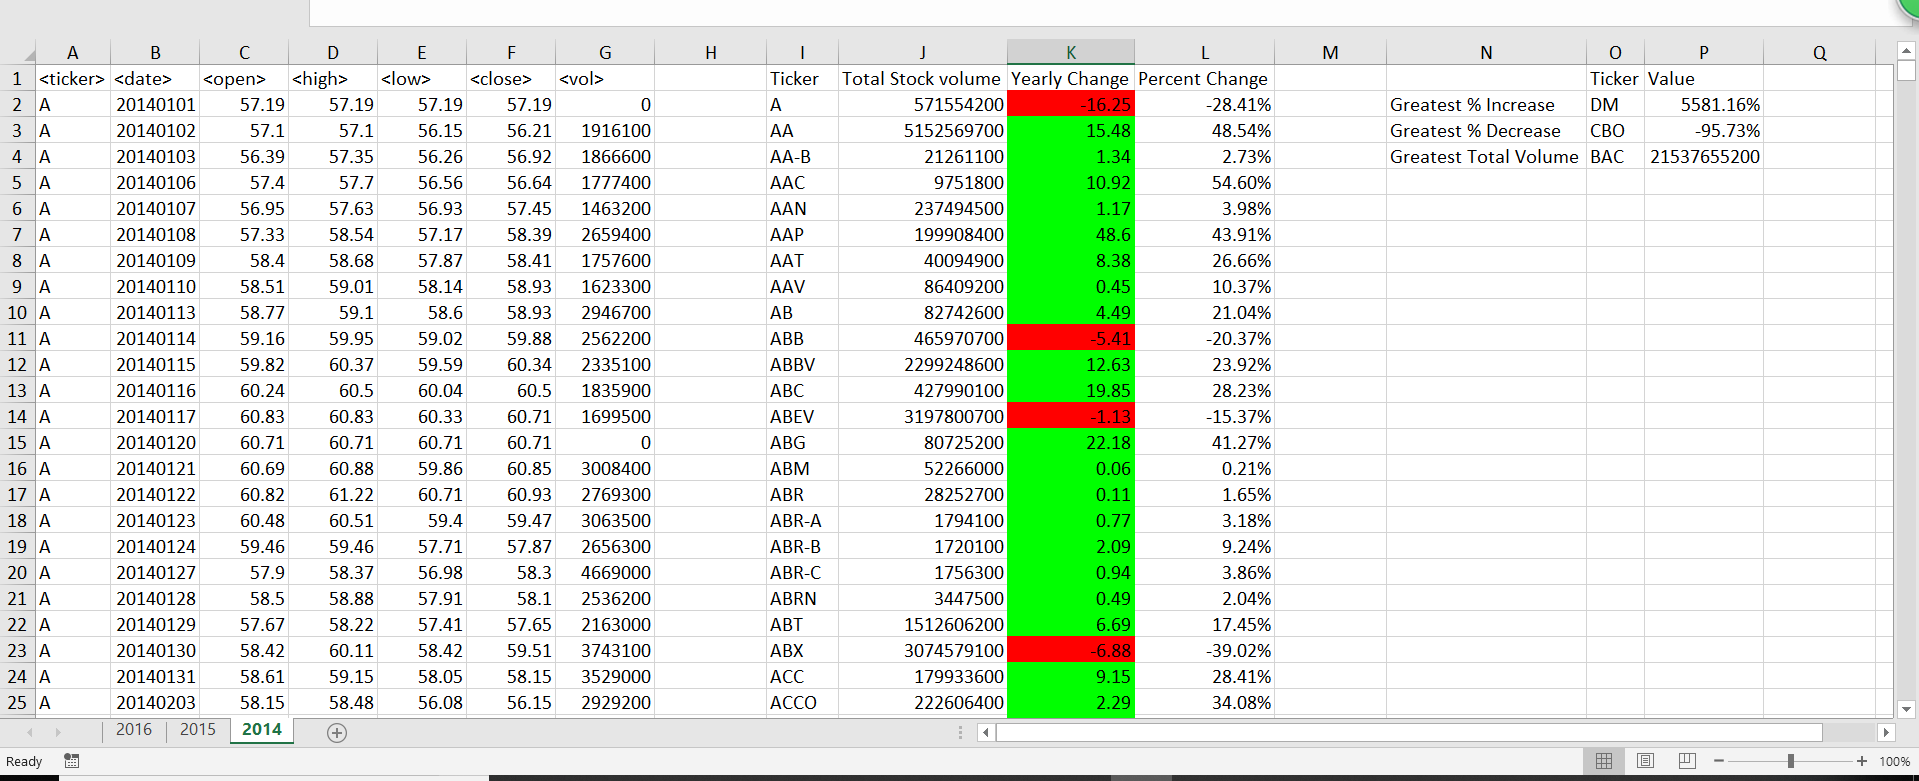 A B C D E F G H I J K L M N O P Q
1 <ticker> <date> <open> <high> <low> <close> <vol> Ticker Total Stock volume Yearly Change Percent Change Ticker Value
2 A 20140101 57.19 57.19 57.19 57.19 0 A 571554200 -16.25 -28.41% Greatest % Increase DM 5581.16%
3 A 20140102 57.1 57.1 56.15 56.21 1916100 AA 5152569700 15.48 48.54% Greatest % Decrease CBO -95.73%
4 A 20140103 56.39 57.35 56.26 56.92 1866600 AA-B 21261100 1.34 2.73% Greatest Total Volume BAC 21537655200
5 A 20140106 57.4 57.7 56.56 56.64 1777400 AAC 9751800 10.92 54.60%
6 A 20140107 56.95 57.63 56.93 57.45 1463200 AAN 237494500 1.17 3.98%
7 A 20140108 57.33 58.54 57.17 58.39 2659400 AAP 199908400 48.6 43.91%
8 A 20140109 58.4 58.68 57.87 58.41 1757600 AAT 40094900 8.38 26.66%
9 A 20140110 58.51 59.01 58.14 58.93 1623300 AAV 86409200 0.45 10.37%
10 A 20140113 58.77 59.1 58.6 58.93 2946700 AB 82742600 4.49 21.04%
11 A 20140114 59.16 59.95 59.02 59.88 2562200 ABB 465970700 -5.41 -20.37%
12 A 20140115 59.82 60.37 59.59 60.34 2335100 ABBV 2299248600 12.63 23.92%
13 A 20140116 60.24 60.5 60.04 60.5 1835900 ABC 427990100 19.85 28.23%
14 A 20140117 60.83 60.83 60.33 60.71 1699500 ABEV 3197800700 -1.13 -15.37%
15 A 20140120 60.71 60.71 60.71 60.71 0 ABG 80725200 22.18 41.27%
16 A 20140121 60.69 60.88 59.86 60.85 3008400 ABM 52266000 0.06 0.21%
17 A 20140122 60.82 61.22 60.71 60.93 2769300 ABR 28252700 0.11 1.65%
18 A 20140123 60.48 60.51 59.4 59.47 3063500 ABR-A 1794100 0.77 3.18%
19 A 20140124 59.46 59.46 57.71 57.87 2656300 ABR-B 1720100 2.09 9.24%
20 A 20140127 57.9 58.37 56.98 58.3 4669000 ABR-C 1756300 0.94 3.86%
21 A 20140128 58.5 58.88 57.91 58.1 2536200 ABRN 3447500 0.49 2.04%
22 A 20140129 57.67 58.22 57.41 57.65 2163000 ABT 1512606200 6.69 17.45%
23 A 20140130 58.42 60.11 58.42 59.51 3743100 ABX 3074579100 -6.88 -39.02%
24 A 20140131 58.61 59.15 58.05 58.15 3529000 ACC 179933600 9.15 28.41%
25 A 20140203 58.15 58.48 56.08 56.15 2929200 ACCO 222606400 2.29 34.08%
2016 2015 2014
Ready 100%